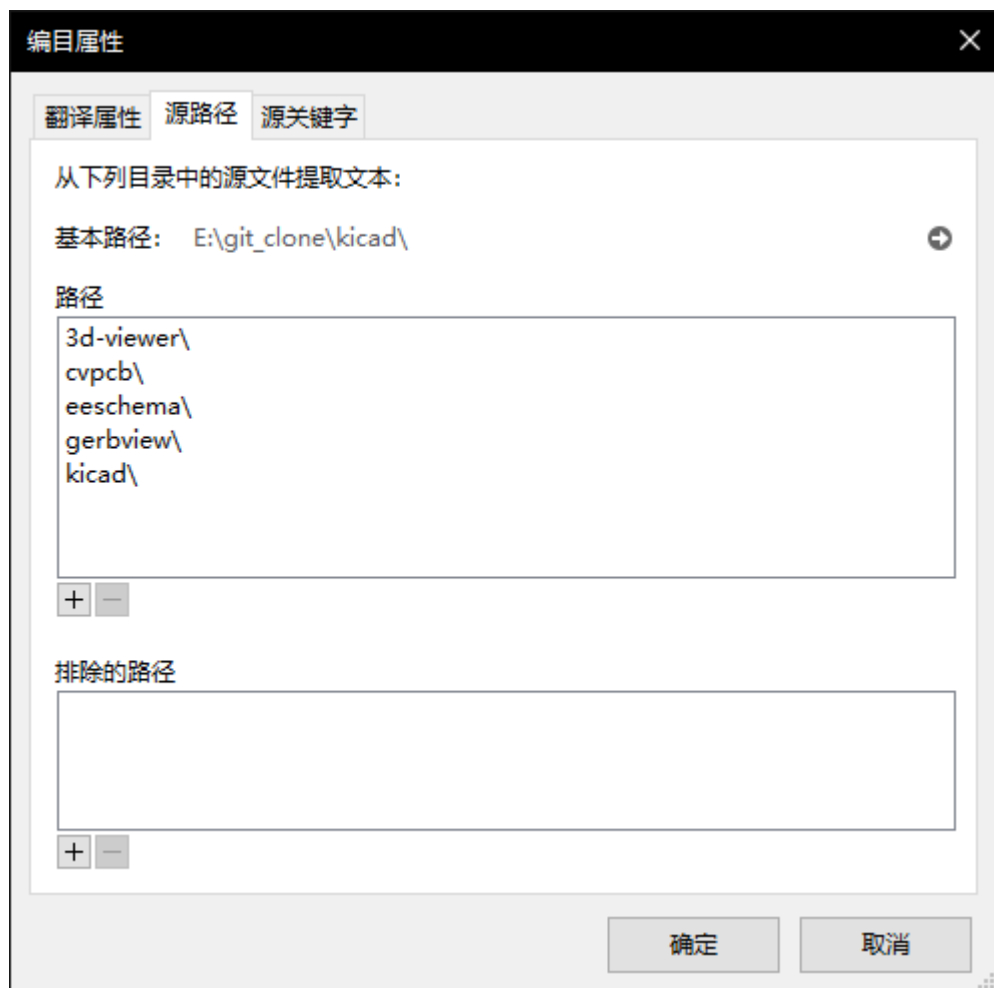 编目属性
翻译属性 源路径 源关键字
从下列目录中的源文件提取文本：
基本路径： E:\git_clone\kicad\
路径
3d-viewer\
cvpcb\
eeschema\
gerbview\
kicad\
排除的路径
确定 取消